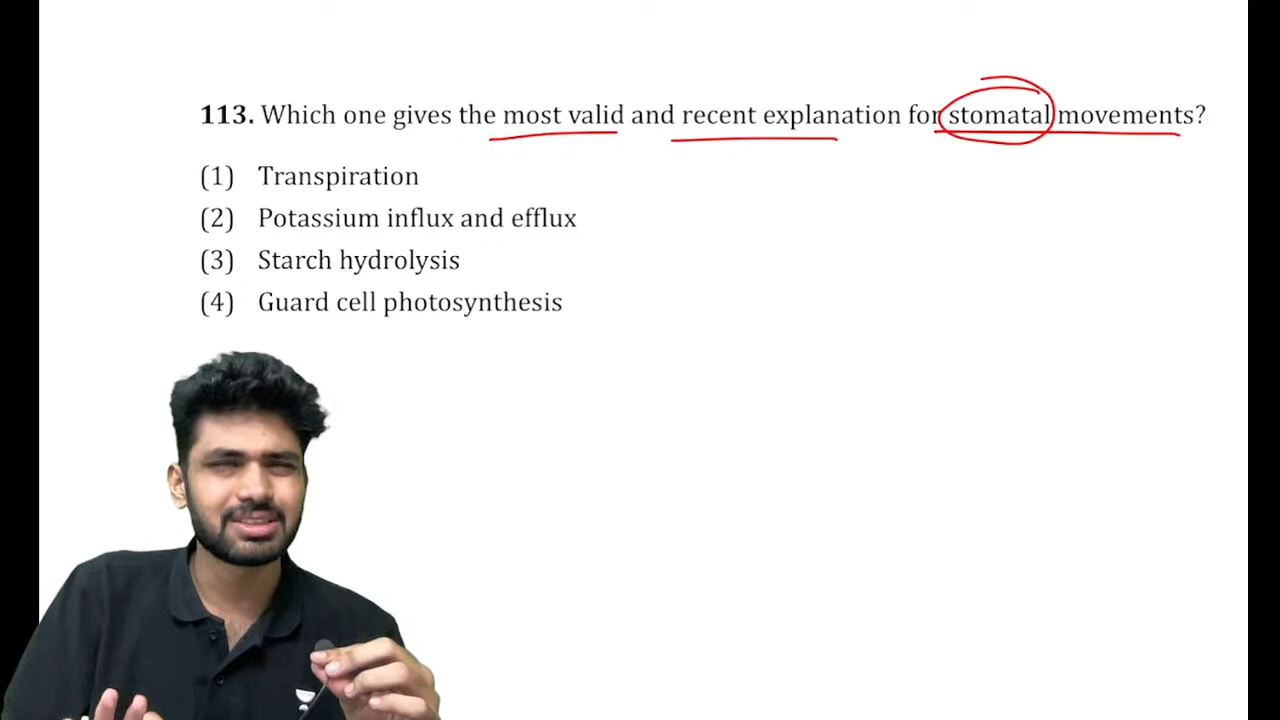 113. Which one gives the most valid and recent explanation for stomatal movements?
(1) Transpiration
(2) Potassium influx and efflux
(3) Starch hydrolysis
(4) Guard cell photosynthesis